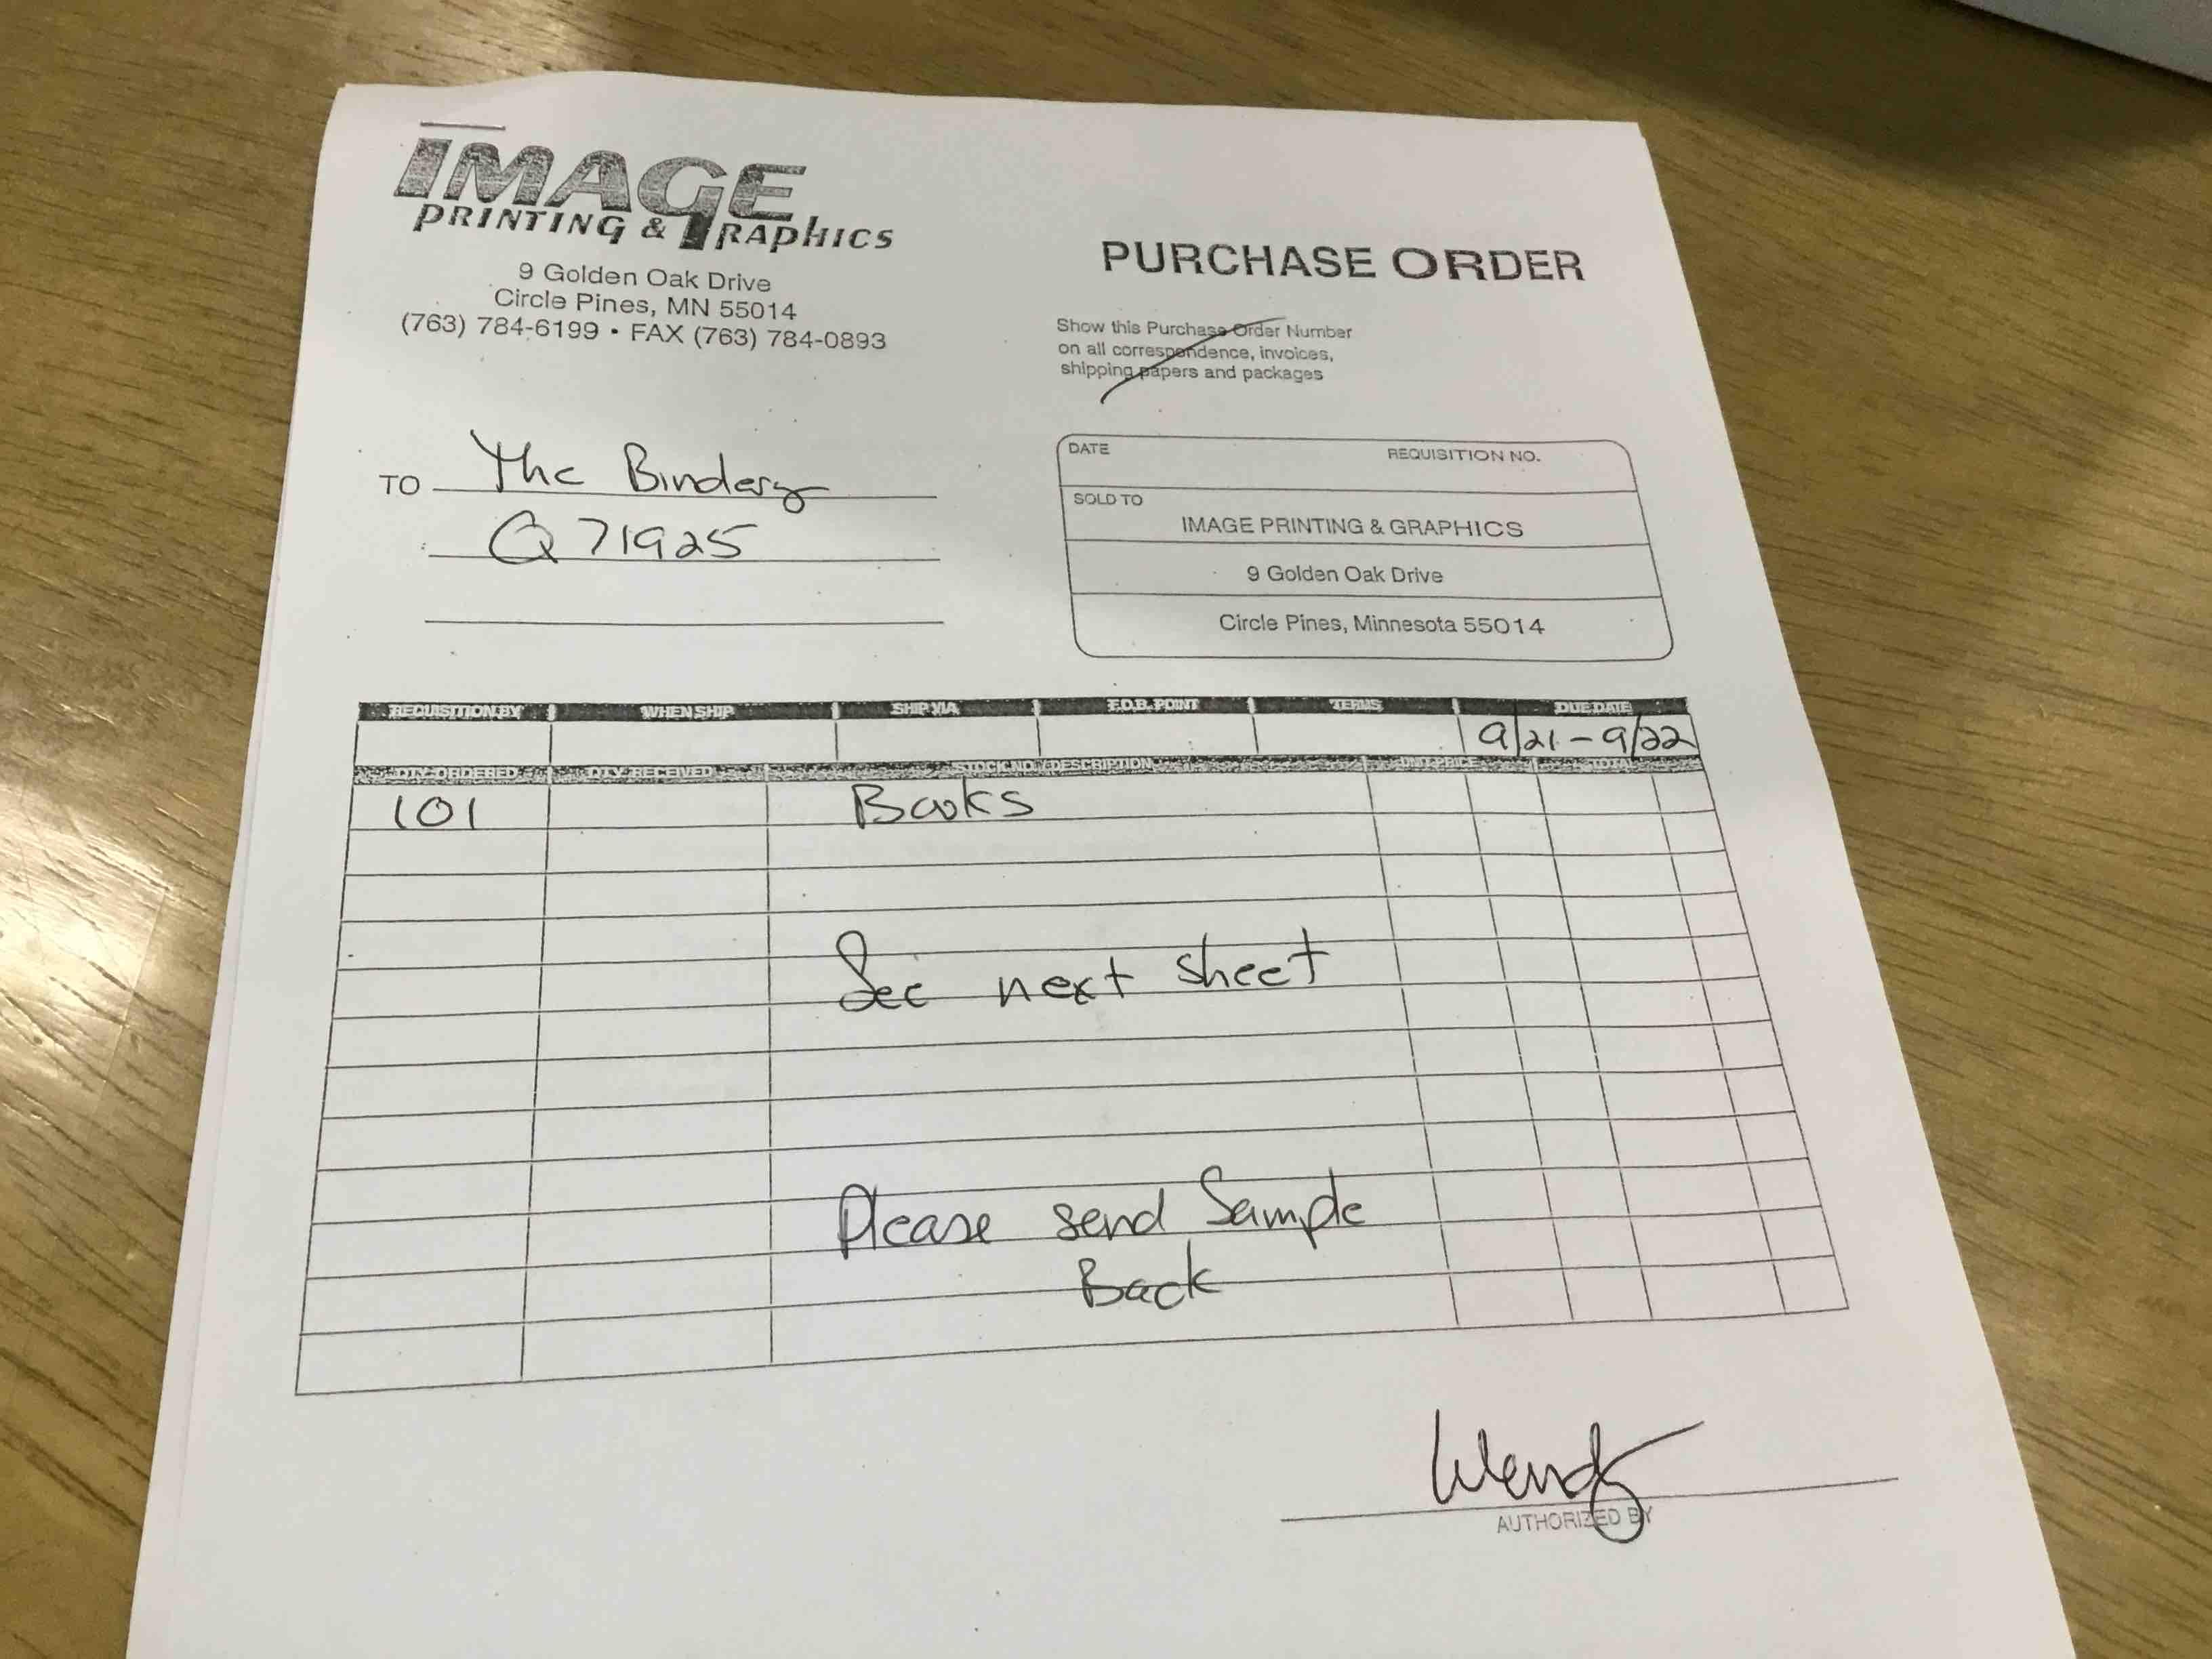 IMAGE
PRINTING & GRAPHICS
9 Golden Oak Drive
Circle Pines, MN 55014
(763) 784-6199 • FAX (763) 784-0893
PURCHASE ORDER
Show this Purchase Order Number
on all correspondence, invoices,
shipping papers and packages
TO The Bindery
Q71925
DATE REQUISITION NO.
SOLD TO
IMAGE PRINTING & GRAPHICS
9 Golden Oak Drive
Circle Pines, Minnesota 55014
REQUISITION BY WHEN SHIP SHIP VIA F.O.B. POINT TERMS DUE DATE
9/21 - 9/22
QTY. ORDERED QTY. RECEIVED STOCK NO./DESCRIPTION UNIT PRICE TOTAL
101 Books
See next sheet
Please send Sample
Back
Wendy
AUTHORIZED BY